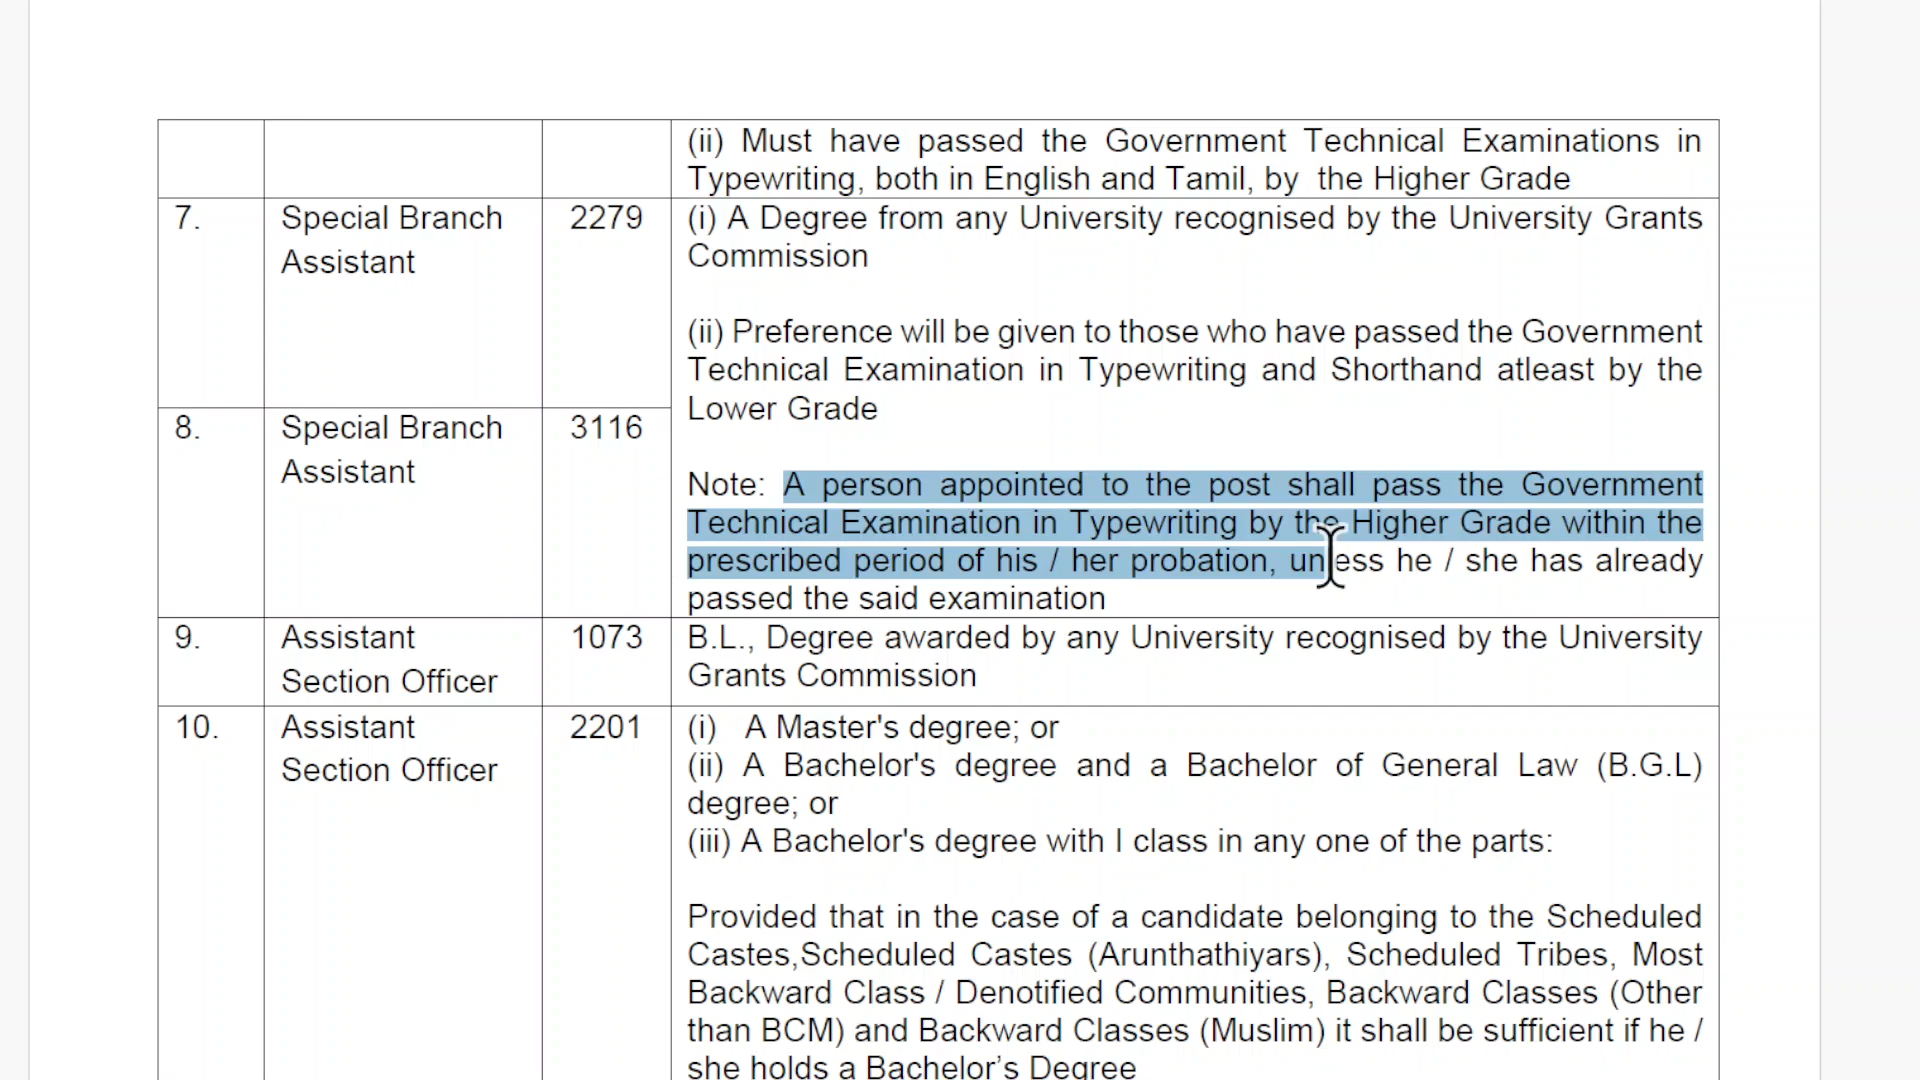 (ii) Must have passed the Government Technical Examinations in
Typewriting, both in English and Tamil, by the Higher Grade
7. Special Branch 2279 (i) A Degree from any University recognised by the University Grants
Assistant Commission
(ii) Preference will be given to those who have passed the Government
Technical Examination in Typewriting and Shorthand atleast by the
Lower Grade
8. Special Branch 3116
Assistant
Note: A person appointed to the post shall pass the Government
Technical Examination in Typewriting by the Higher Grade within the
prescribed period of his / her probation, unless he / she has already
passed the said examination
9. Assistant 1073 B.L., Degree awarded by any University recognised by the University
Section Officer Grants Commission
10. Assistant 2201 (i) A Master's degree; or
Section Officer (ii) A Bachelor's degree and a Bachelor of General Law (B.G.L)
degree; or
(iii) A Bachelor's degree with I class in any one of the parts:
Provided that in the case of a candidate belonging to the Scheduled
Castes,Scheduled Castes (Arunthathiyars), Scheduled Tribes, Most
Backward Class / Denotified Communities, Backward Classes (Other
than BCM) and Backward Classes (Muslim) it shall be sufficient if he /
she holds a Bachelor's Degree